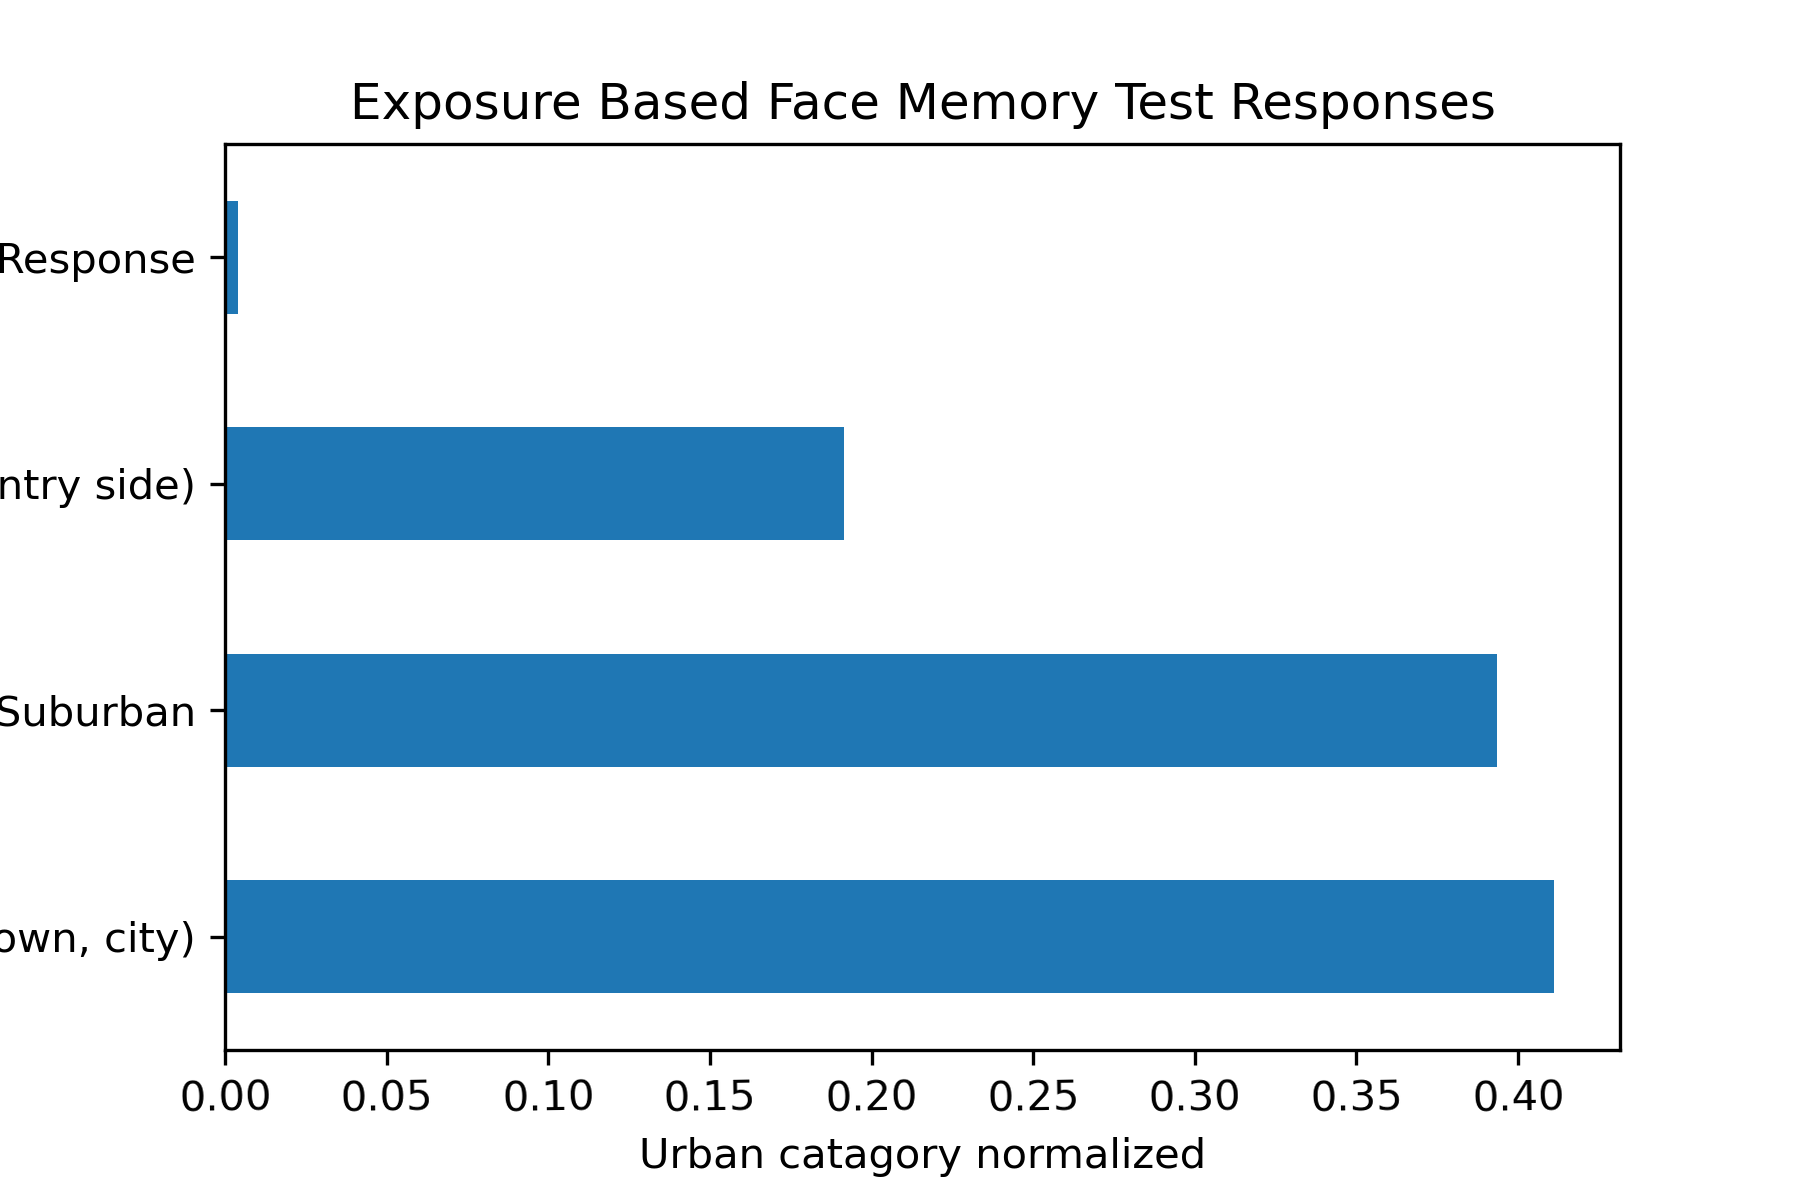 Exposure Based Face Memory Test Responses
Response
ntry side)
Suburban
own, city)
0.00 0.05 0.10 0.15 0.20 0.25 0.30 0.35 0.40
Urban catagory normalized